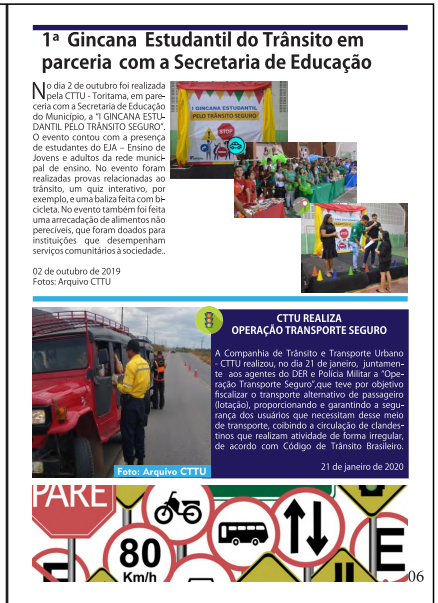 1ª Gincana Estudantil do Trânsito em
parceria com a Secretaria de Educação
No dia 2 de outubro foi realizada
pela CTTU - Toritama, em pare-
ceria com a Secretaria de Educação
do Município, a "I GINCANA ESTU-
DANTIL PELO TRÂNSITO SEGURO".
O evento contou com a presença
de estudantes do EJA – Ensino de
Jovens e adultos da rede munici-
pal de ensino. No evento foram
realizadas provas relacionadas ao
trânsito, um quiz interativo, por
exemplo, e uma baliza feita com bi-
cicleta. No evento também foi feita
uma arrecadação de alimentos não
perecíveis, que foram doados para
instituições que desempenham
serviços comunitários à sociedade..
02 de outubro de 2019
Fotos: Arquivo CTTU
I GINCANA ESTUDANTIL
PELO TRÂNSITO SEGURO
STOP
CTTU REALIZA
OPERAÇÃO TRANSPORTE SEGURO
A Companhia de Trânsito e Transporte Urbano
- CTTU realizou, no dia 21 de janeiro, juntamen-
te aos agentes do DER e Polícia Militar a "Ope-
ração Transporte Seguro",que teve por objetivo
fiscalizar o transporte alternativo de passageiro
(lotação), proporcionando e garantindo a segu-
rança dos usuários que necessitam desse meio
de transporte, coibindo a circulação de clandes-
tinos que realizam atividade de forma irregular,
de acordo com Código de Trânsito Brasileiro.
21 de janeiro de 2020
Foto: Arquivo CTTU
PARE
80
Km/h
E
06